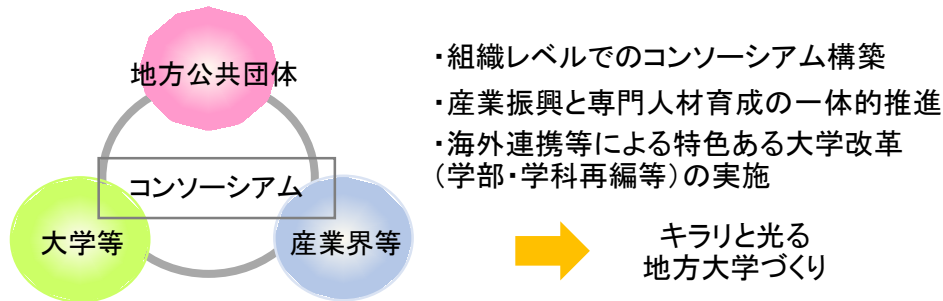 地方公共団体
コンソーシアム
大学等
産業界等
・組織レベルでのコンソーシアム構築
・産業振興と専門人材育成の一体的推進
・海外連携等による特色ある大学改革
(学部・学科再編等)の実施
キラリと光る
地方大学づくり